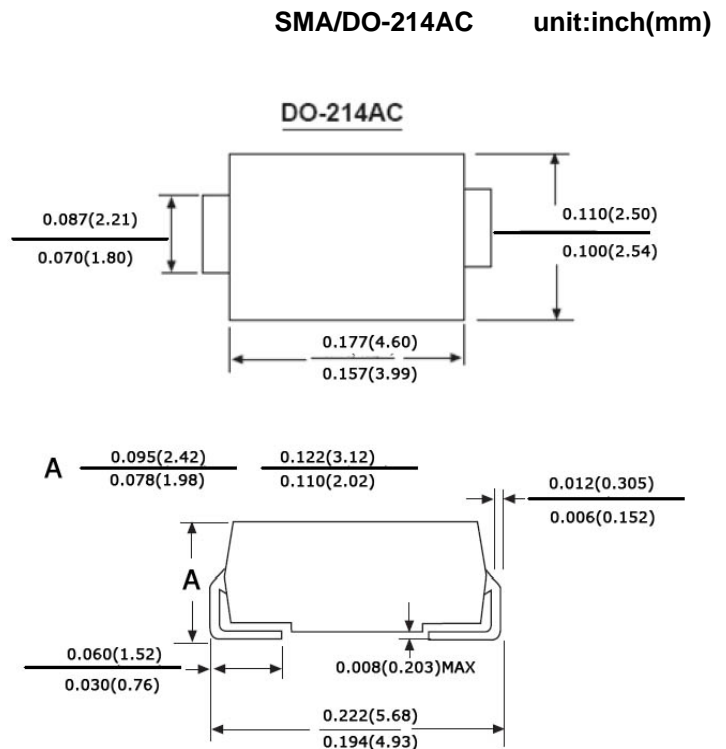 SMA/DO-214AC unit:inch(mm)
DO-214AC
0.087(2.21)
0.070(1.80)
0.110(2.50)
0.100(2.54)
0.177(4.60)
0.157(3.99)
A 0.095(2.42) 0.122(3.12)
0.078(1.98) 0.110(2.02)
0.012(0.305)
0.006(0.152)
A
0.060(1.52)
0.030(0.76)
0.008(0.203)MAX
0.222(5.68)
0.194(4.93)